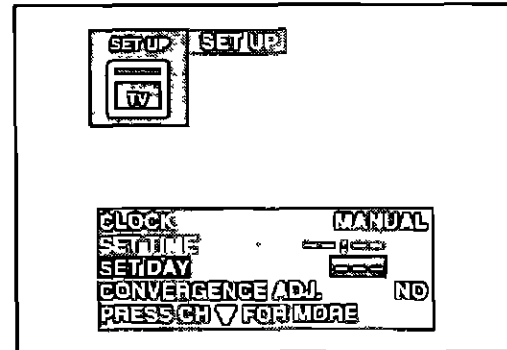 SET UP SET UP
TV
CLOCK MANUAL
SET TIME --:--
SET DAY ---
CONVERGENCE ADJ. NO
PRESS CH ▽ FOR MORE